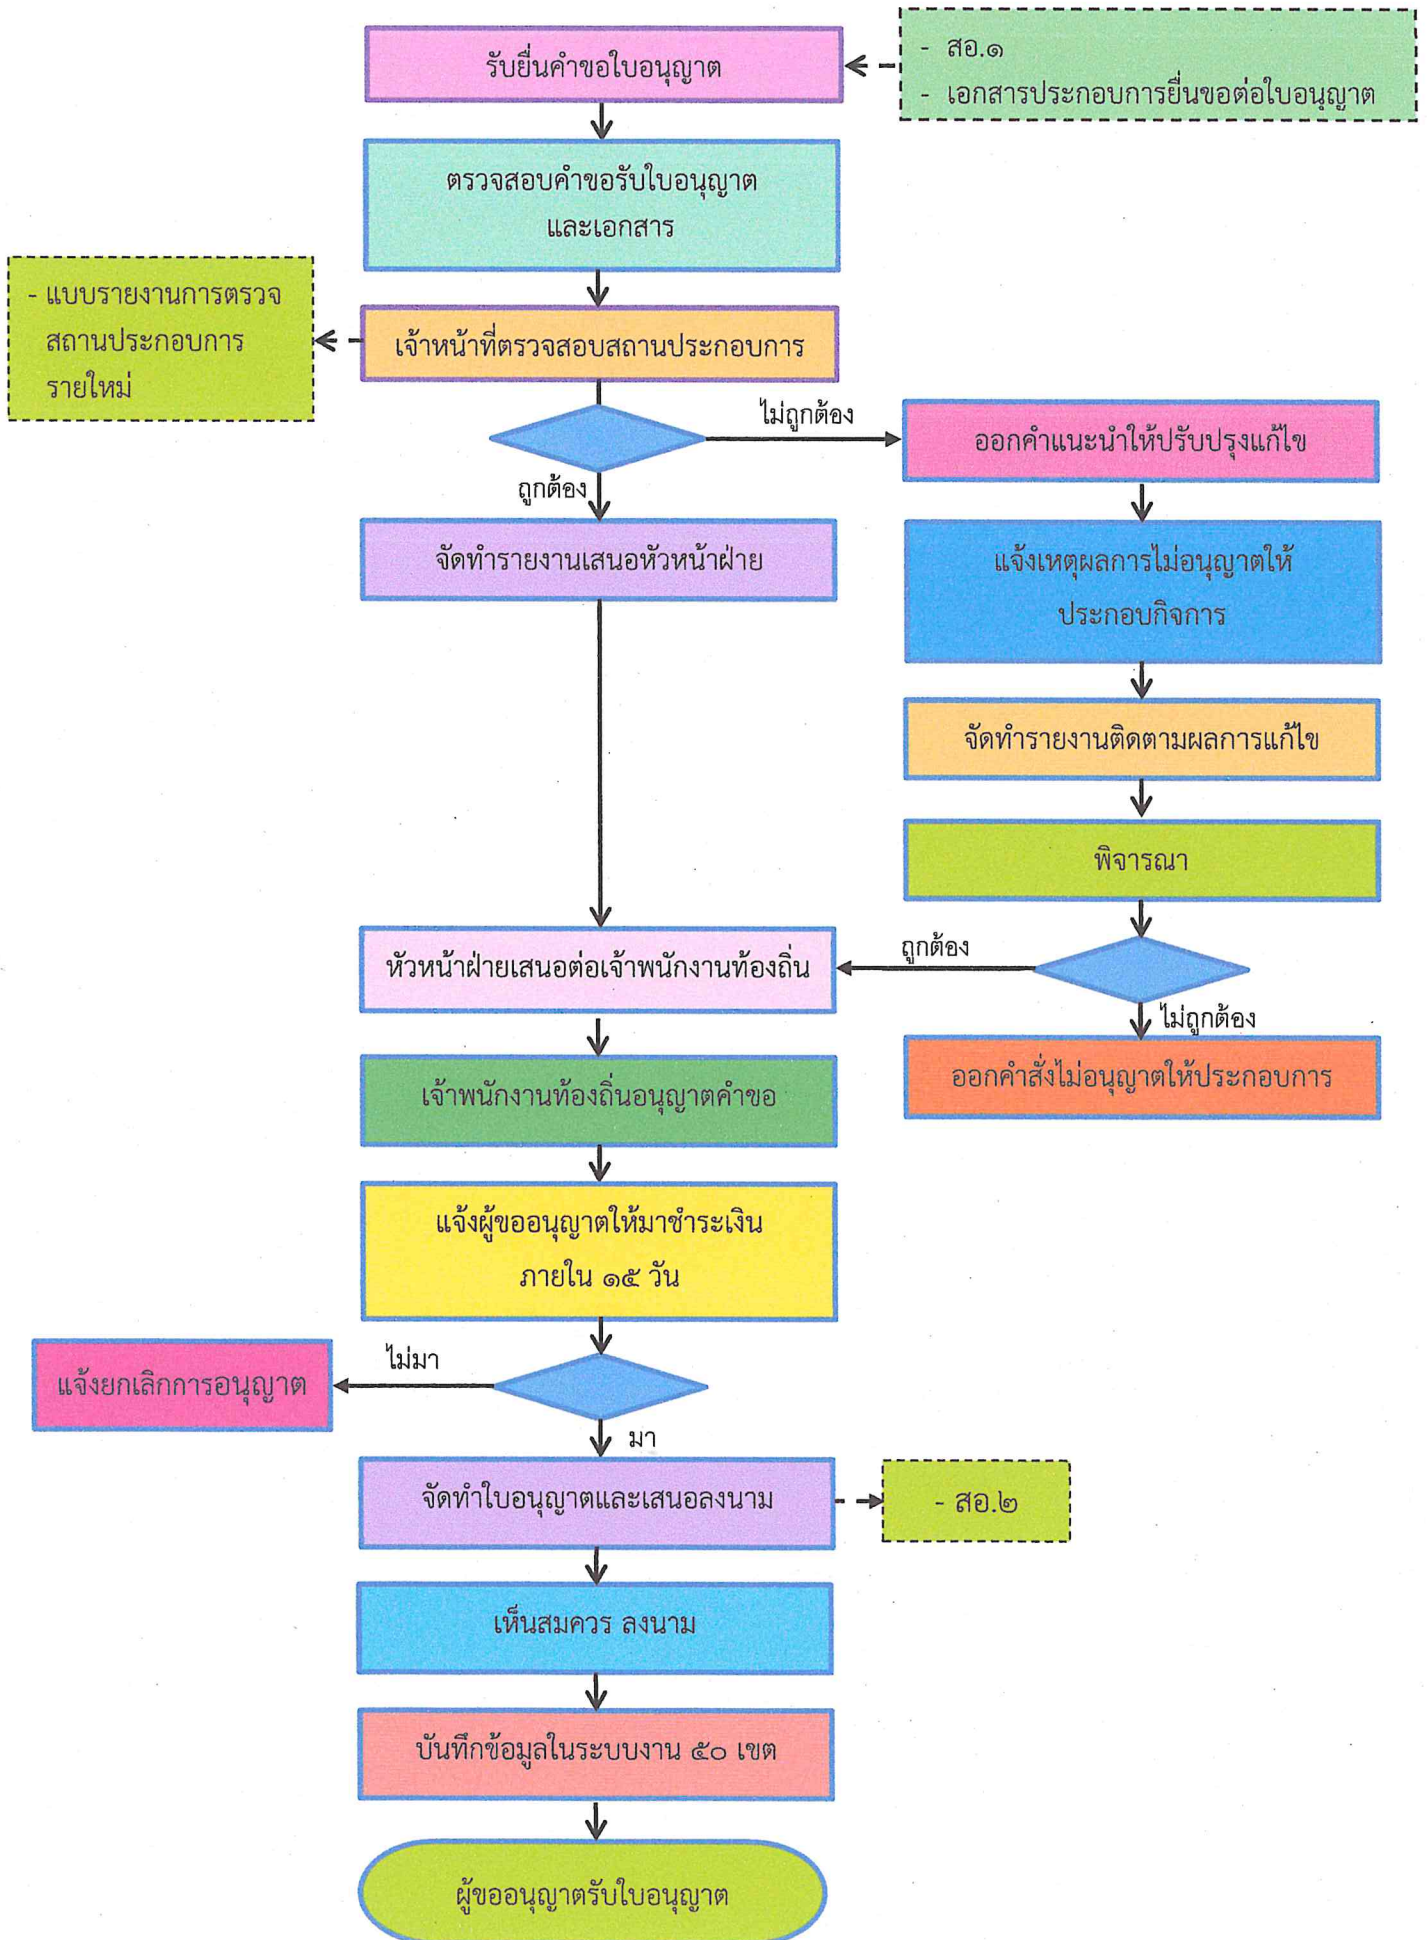 รับยื่นคำขอใบอนุญาต
- สอ.๑
- เอกสารประกอบการยื่นขอต่อใบอนุญาต
ตรวจสอบคำขอรับใบอนุญาต
และเอกสาร
- แบบรายงานการตรวจ
สถานประกอบการ
รายใหม่
เจ้าหน้าที่ตรวจสอบสถานประกอบการ
ไม่ถูกต้อง
ออกคำแนะนำให้ปรับปรุงแก้ไข
ถูกต้อง
จัดทำรายงานเสนอหัวหน้าฝ่าย
แจ้งเหตุผลการไม่อนุญาตให้
ประกอบกิจการ
จัดทำรายงานติดตามผลการแก้ไข
พิจารณา
ถูกต้อง
หัวหน้าฝ่ายเสนอต่อเจ้าพนักงานท้องถิ่น
ไม่ถูกต้อง
ออกคำสั่งไม่อนุญาตให้ประกอบการ
เจ้าพนักงานท้องถิ่นอนุญาตคำขอ
แจ้งผู้ขออนุญาตให้มาชำระเงิน
ภายใน ๑๕ วัน
ไม่มา
แจ้งยกเลิกการอนุญาต
มา
จัดทำใบอนุญาตและเสนอลงนาม
- สอ.๒
เห็นสมควร ลงนาม
บันทึกข้อมูลในระบบงาน ๕๐ เขต
ผู้ขออนุญาตรับใบอนุญาต